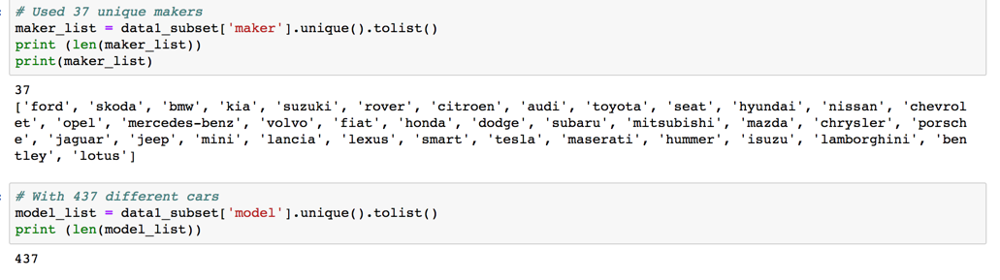 # Used 37 unique makers
maker_list = data1_subset['maker'].unique().tolist()
print (len(maker_list))
print(maker_list)
37
['ford', 'skoda', 'bmw', 'kia', 'suzuki', 'rover', 'citroen', 'audi', 'toyota', 'seat', 'hyundai', 'nissan', 'chevrol
et', 'opel', 'mercedes-benz', 'volvo', 'fiat', 'honda', 'dodge', 'subaru', 'mitsubishi', 'mazda', 'chrysler', 'porsch
e', 'jaguar', 'jeep', 'mini', 'lancia', 'lexus', 'smart', 'tesla', 'maserati', 'hummer', 'isuzu', 'lamborghini', 'ben
tley', 'lotus']
# With 437 different cars
model_list = data1_subset['model'].unique().tolist()
print (len(model_list))
437